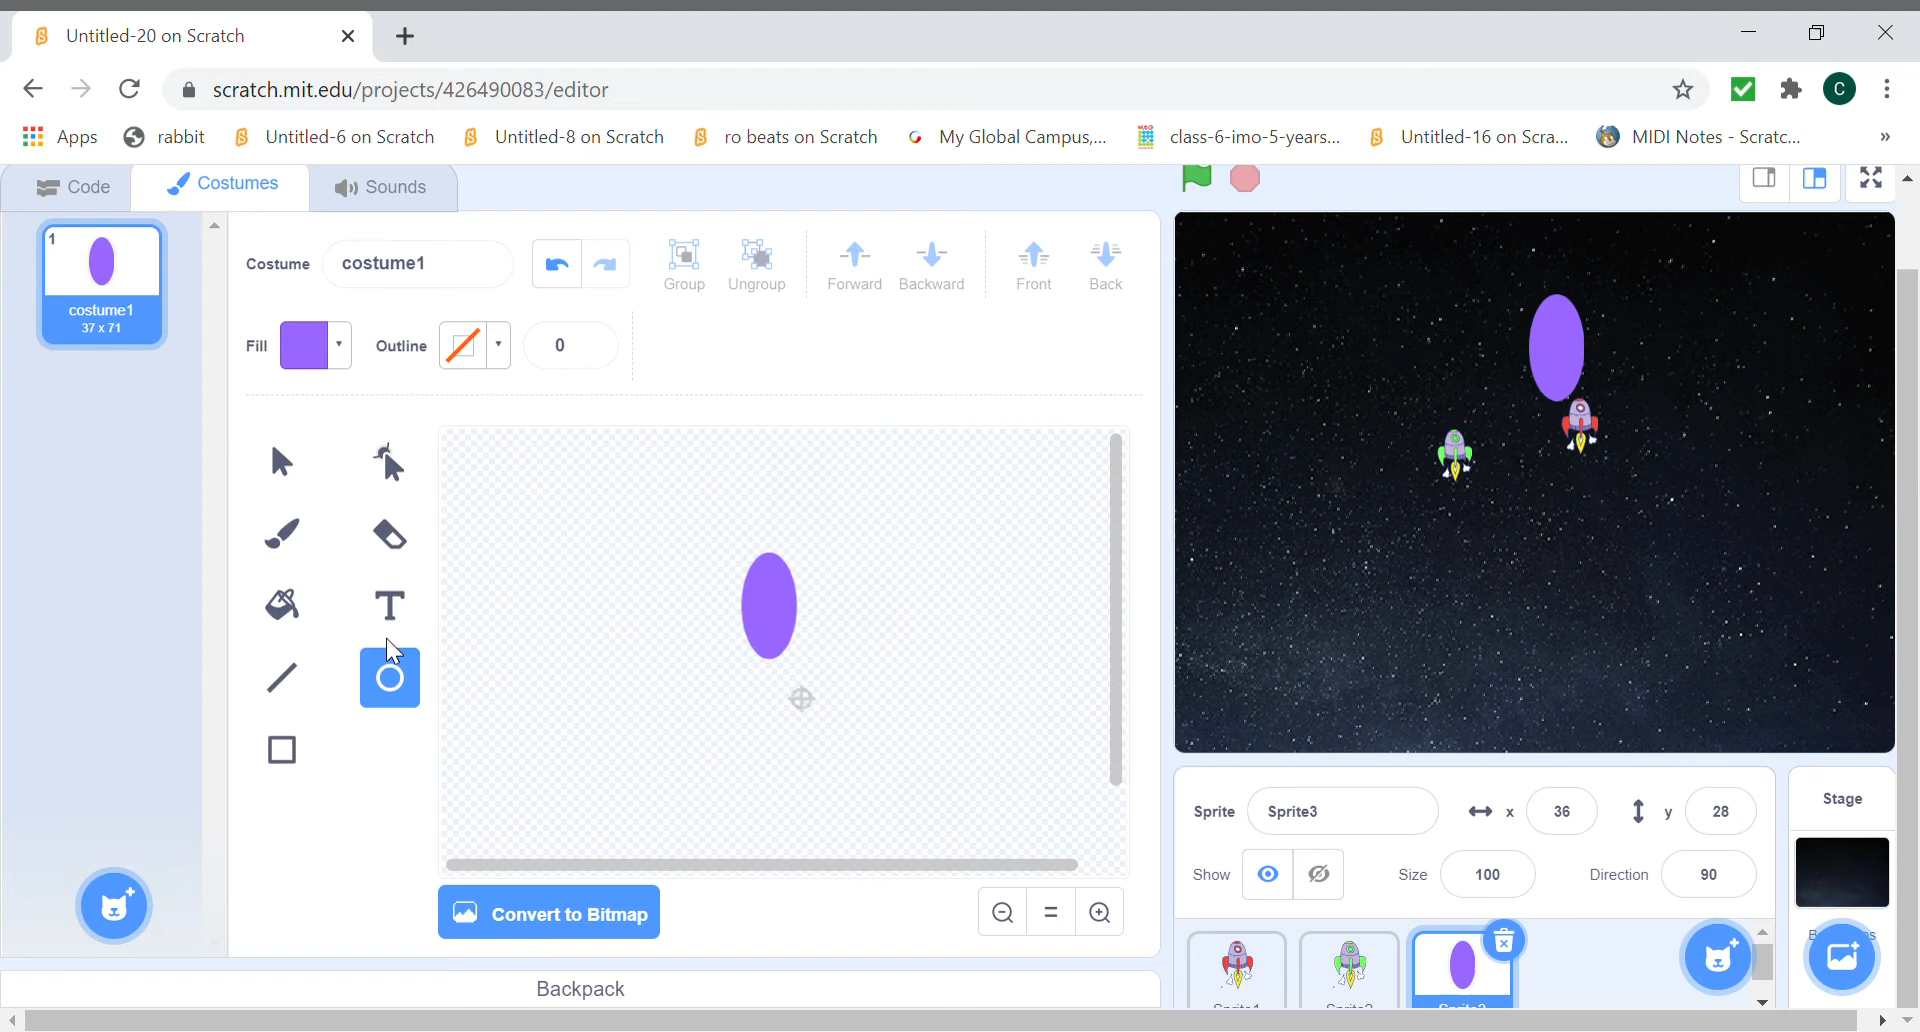 Untitled-20 on Scratch
scratch.mit.edu/projects/426490083/editor
C
Apps rabbit Untitled-6 on Scratch Untitled-8 on Scratch ro beats on Scratch My Global Campus,... class-6-imo-5-years... Untitled-16 on Scra... MIDI Notes - Scratc... »
Code Costumes Sounds
1
costume1
37 x 71
Costume costume1 Group Ungroup Forward Backward Front Back
Fill Outline 0
T
Convert to Bitmap
Backpack
Sprite Sprite3 x 36 y 28
Show Size 100 Direction 90
Stage